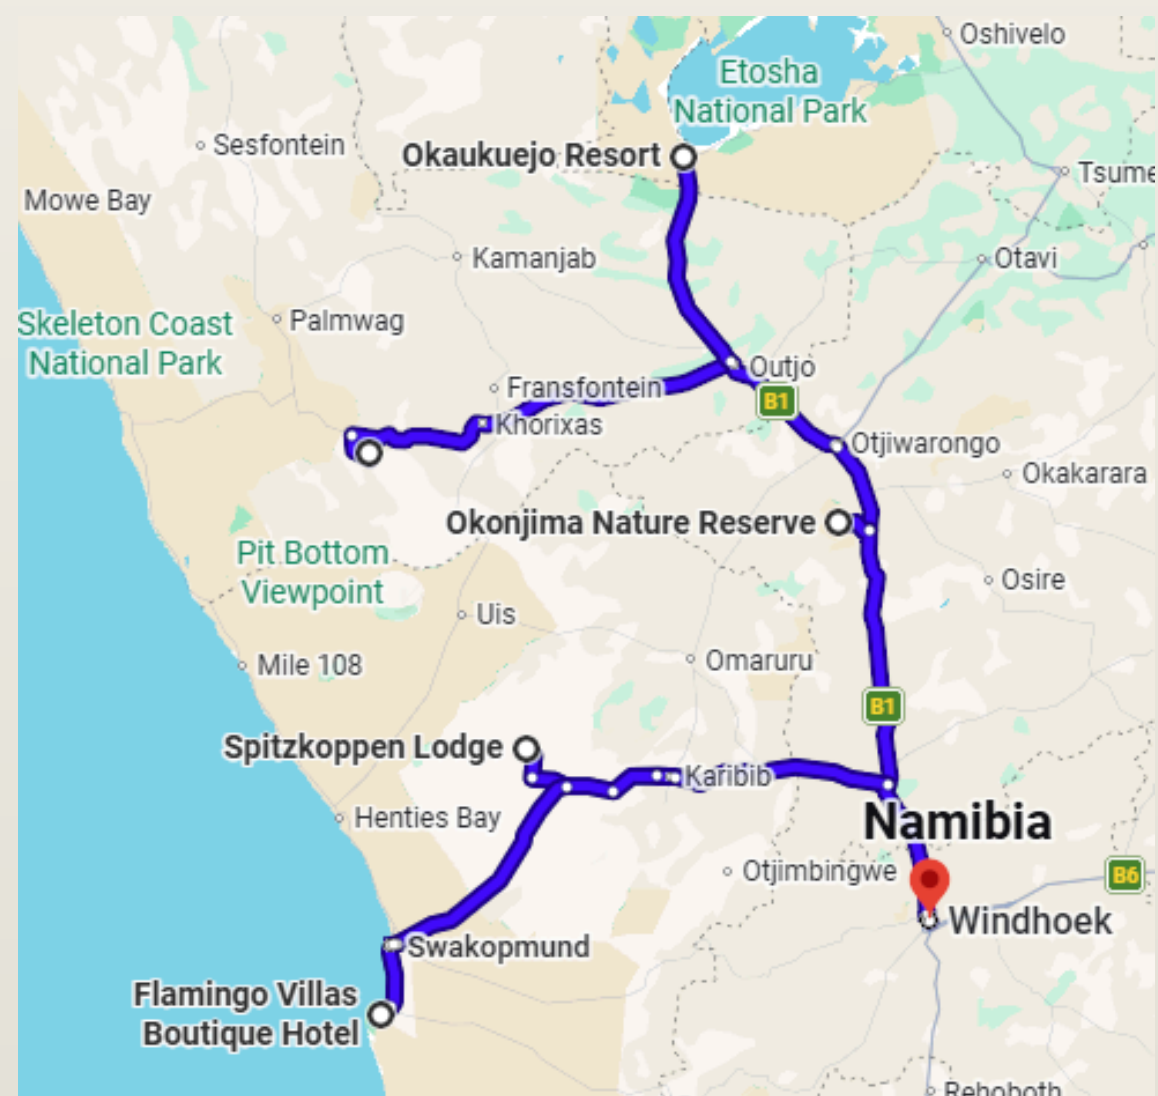 Oshivelo
Etosha
National Park
Sesfontein
Okaukuejo Resort
Tsume
Mowe Bay
Kamanjab
Otavi
Skeleton Coast
National Park
Palmwag
Outjo
Fransfontein
B1
Khorixas
Otjiwarongo
Okakarara
Okonjima Nature Reserve
Pit Bottom
Viewpoint
Osire
Uis
Mile 108
Omaruru
B1
Spitzkoppen Lodge
Karibib
Henties Bay
Namibia
Otjimbingwe
B6
Windhoek
Swakopmund
Flamingo Villas
Boutique Hotel
Rehoboth